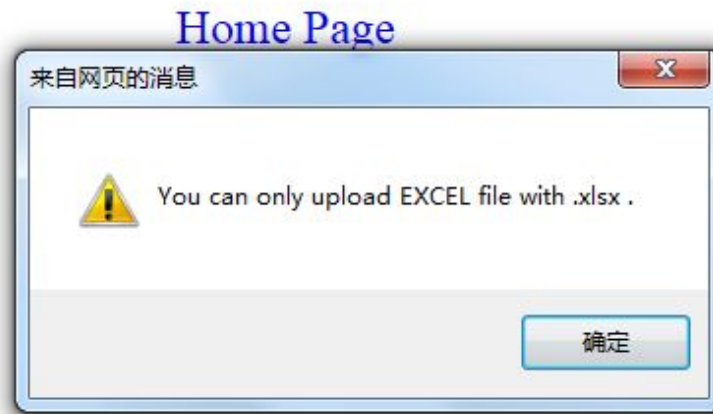 Home Page
来自网页的消息
You can only upload EXCEL file with .xlsx .
确定